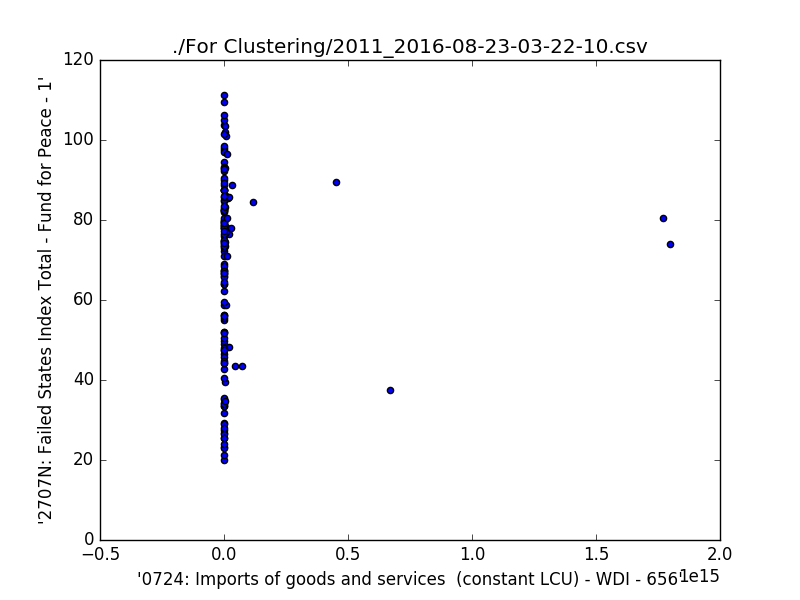 ./For Clustering/2011_2016-08-23-03-22-10.csv
'2707N: Failed States Index Total - Fund for Peace - 1'
120
100
80
60
40
20
0
−0.5 0.0 0.5 1.0 1.5 2.0
'0724: Imports of goods and services (constant LCU) - WDI - 656'
1e15